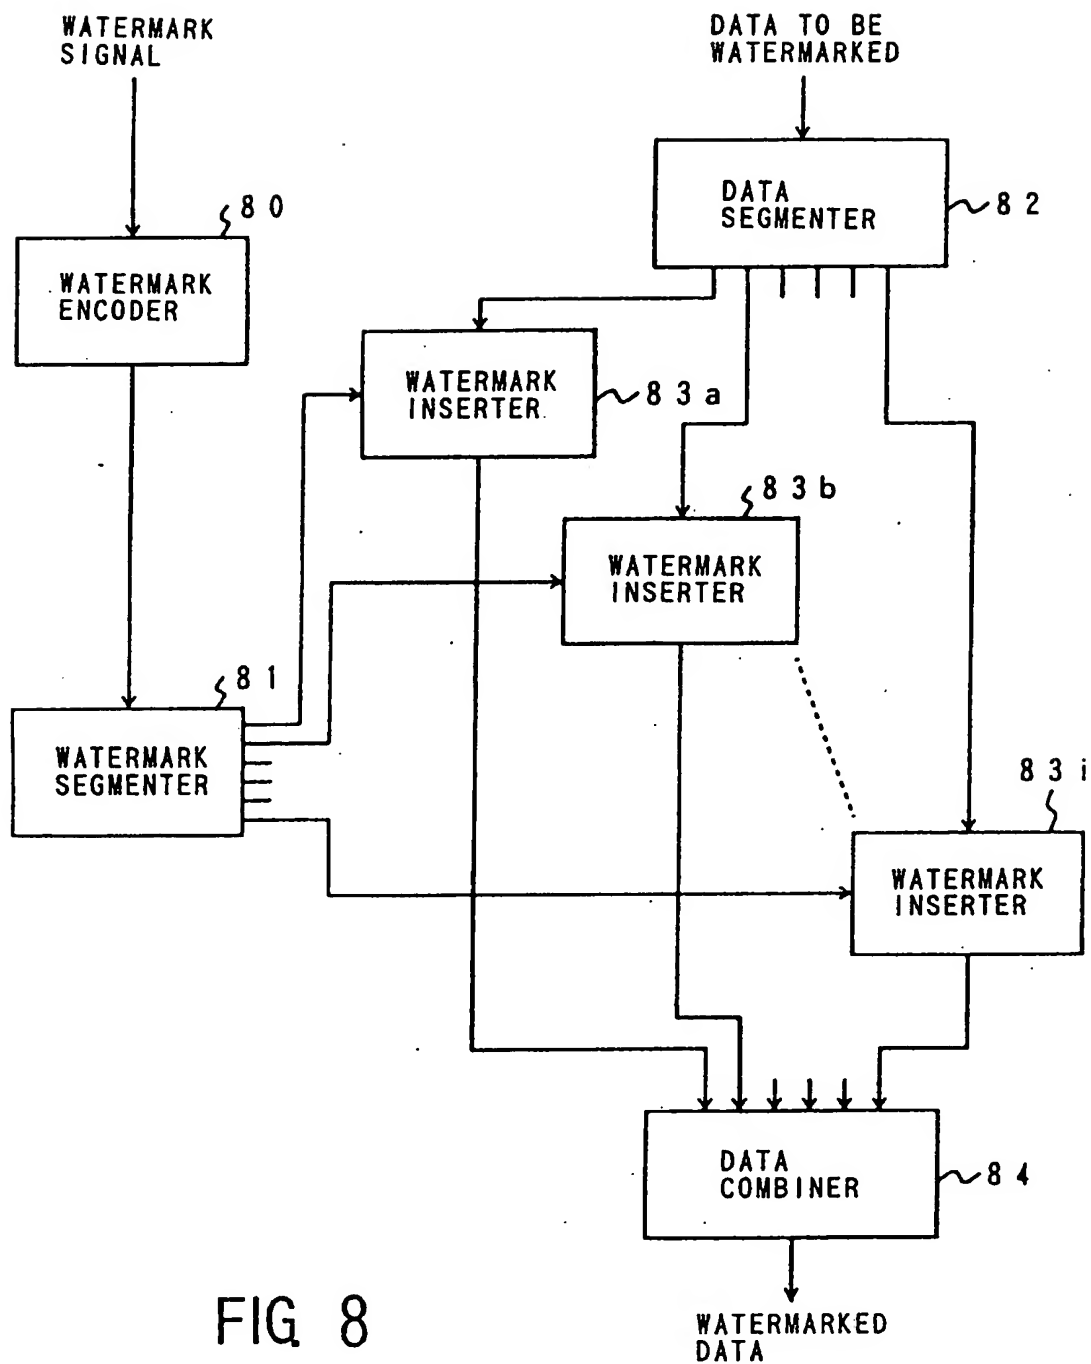 WATERMARK
SIGNAL
DATA TO BE
WATERMARKED
80
WATERMARK
ENCODER
DATA
SEGMENTER
82
WATERMARK
INSERTER
83a
83b
WATERMARK
INSERTER
81
WATERMARK
SEGMENTER
83i
WATERMARK
INSERTER
DATA
COMBINER
84
WATERMARKED
DATA
FIG. 8